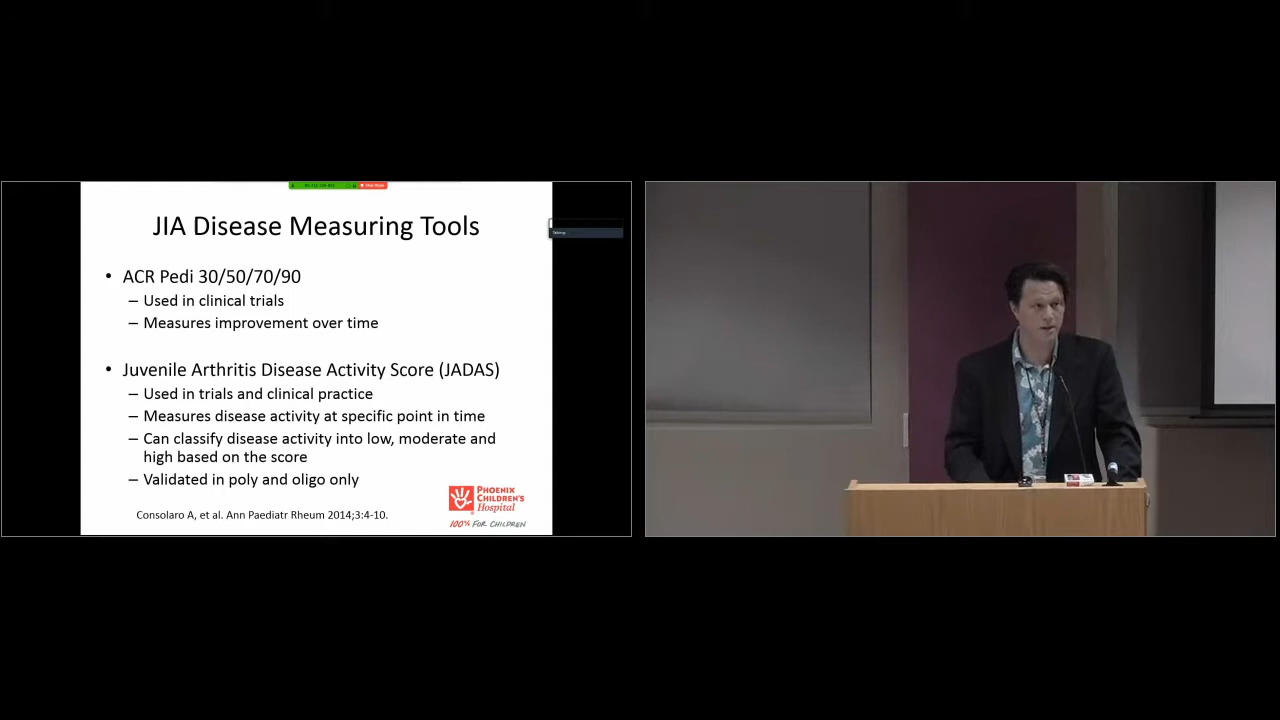 JIA Disease Measuring Tools
• ACR Pedi 30/50/70/90
– Used in clinical trials
– Measures improvement over time
• Juvenile Arthritis Disease Activity Score (JADAS)
– Used in trials and clinical practice
– Measures disease activity at specific point in time
– Can classify disease activity into low, moderate and
high based on the score
– Validated in poly and oligo only
Consolaro A, et al. Ann Paediatr Rheum 2014;3:4-10.
PHOENIX
CHILDREN'S
Hospital
100% FOR CHILDREN